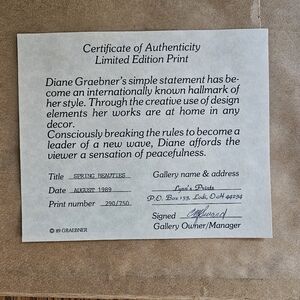 Certificate of Authenticity
Limited Edition Print
Diane Graebner's simple statement has be-
come an internationally known hallmark of
her style. Through the creative use of design
elements her works are at home in any
decor.
Consciously breaking the rules to become a
leader of a new wave, Diane affords the
viewer a sensation of peacefulness.
Title SPRING BEAUTIES
Date AUGUST 1989
Print number 290/750
Gallery name & address
Lynn's Prints
P.O. Box 133, Lodi, OH 44254
Signed
Gallery Owner/Manager
© 89 GRAEBNER